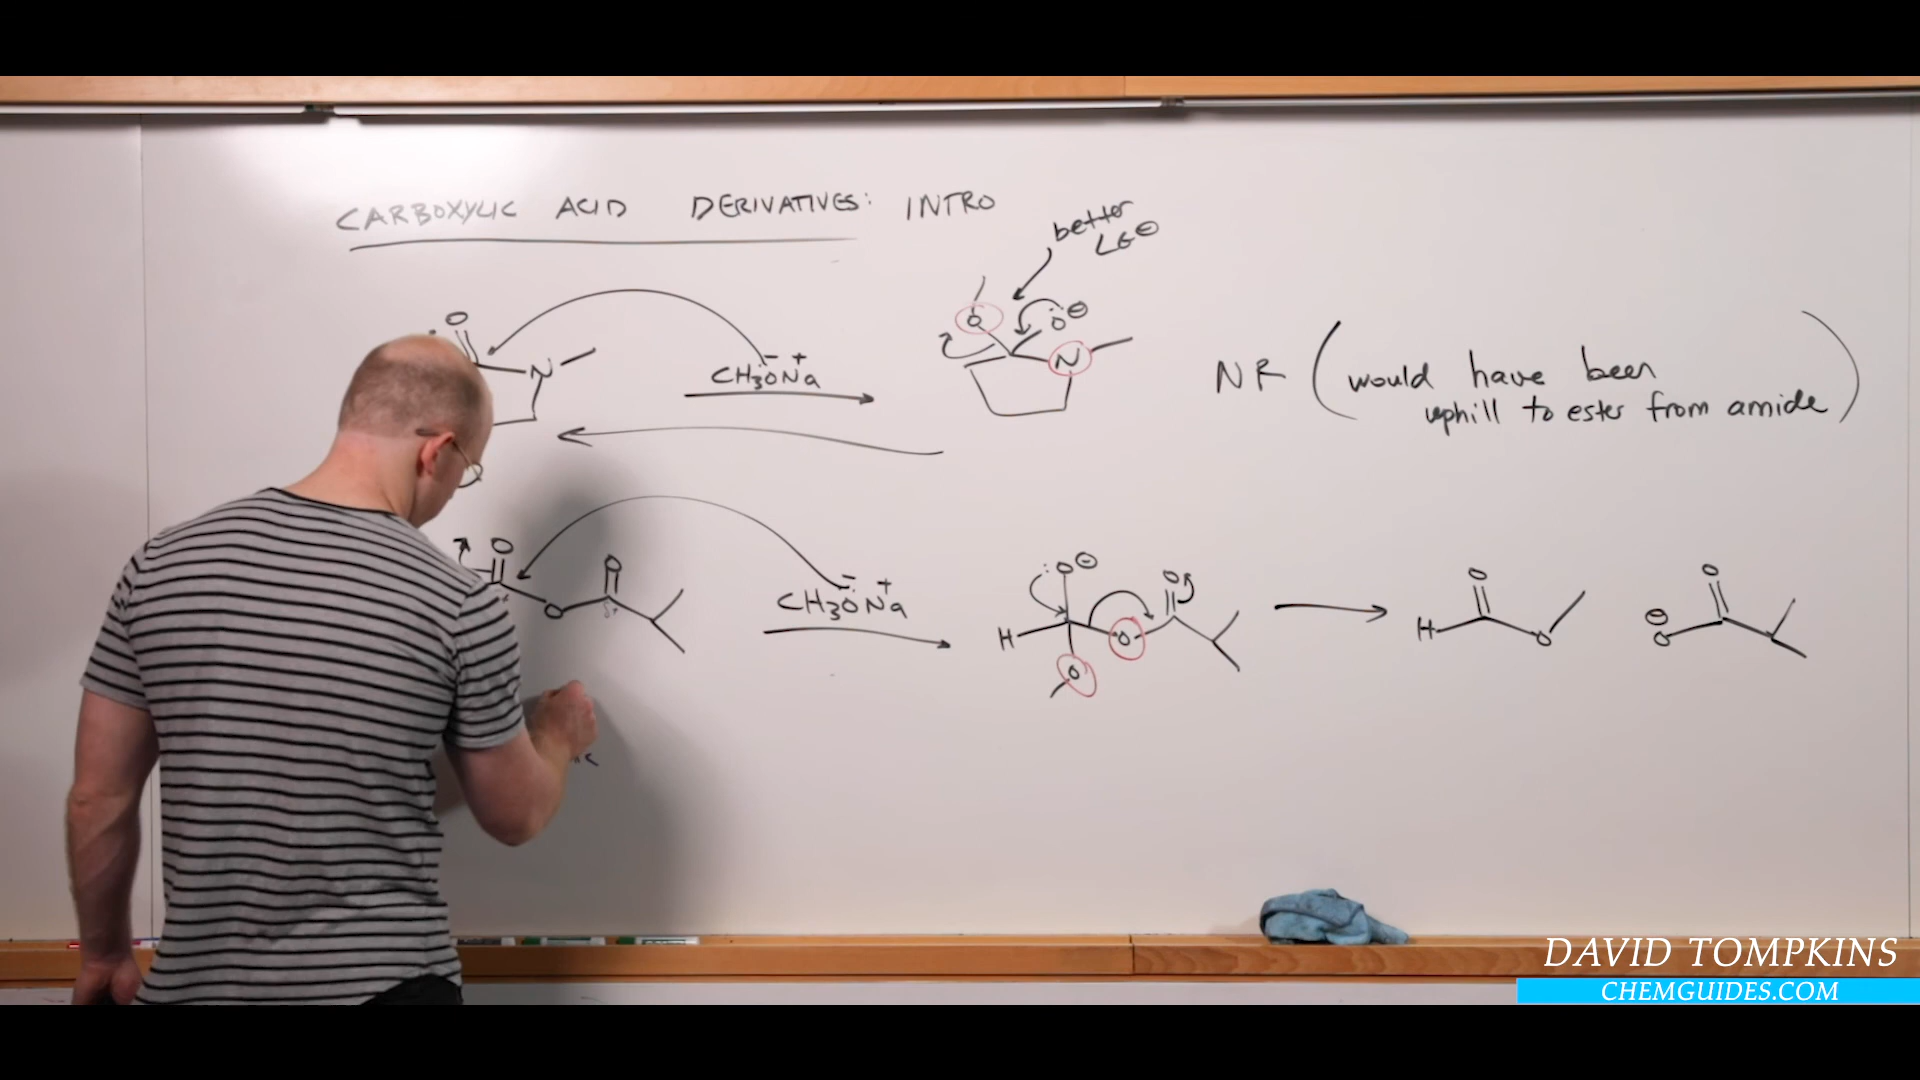 CARBOXYLIC ACID DERIVATIVES: INTRO
better
LG⊖
O
N
CH3O⁻Na⁺
O
O⊖
N
NR (would have been
uphill to ester from amide)
O
O
O
δ+
CH3O⁻Na⁺
:O⊖
O
H
O
O
O
H
O
O
⊖
O
DAVID TOMPKINS
CHEMGUIDES.COM